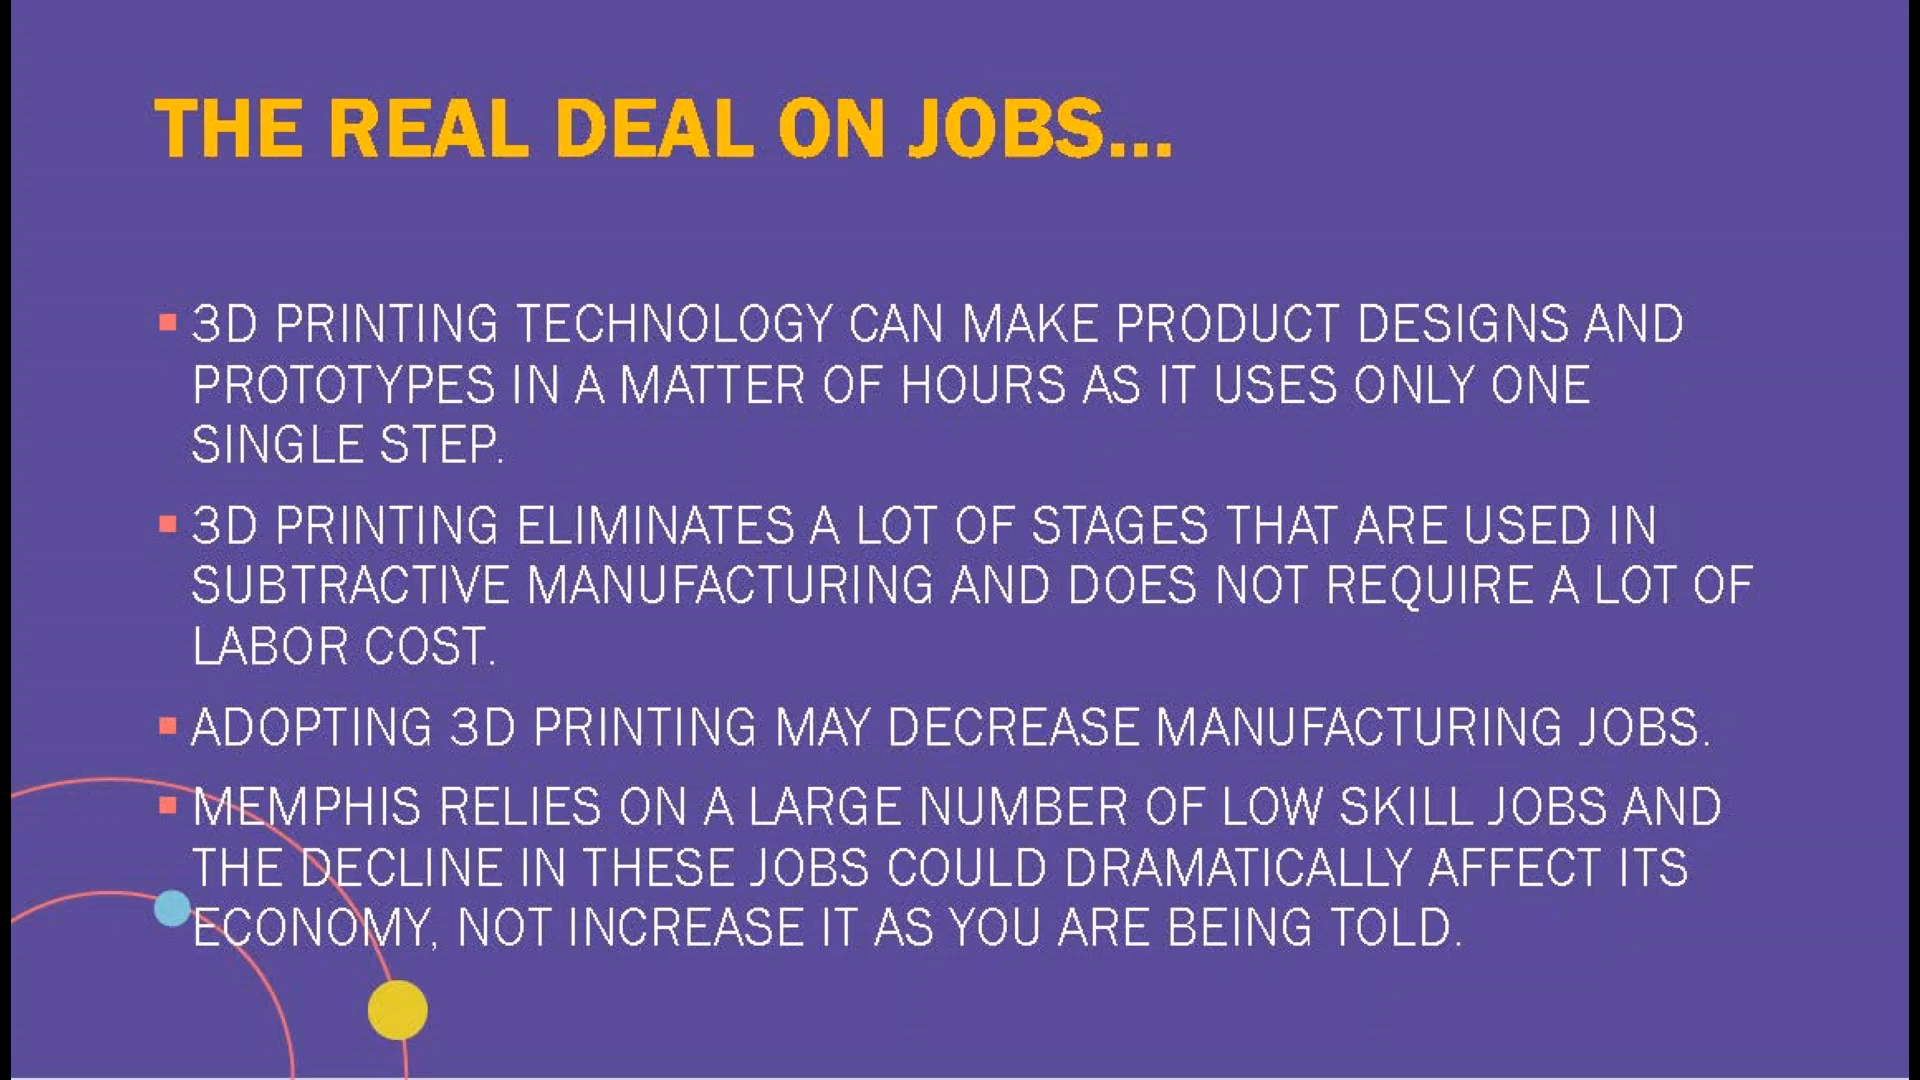 THE REAL DEAL ON JOBS...
3D PRINTING TECHNOLOGY CAN MAKE PRODUCT DESIGNS AND
PROTOTYPES IN A MATTER OF HOURS AS IT USES ONLY ONE
SINGLE STEP.
3D PRINTING ELIMINATES A LOT OF STAGES THAT ARE USED IN
SUBTRACTIVE MANUFACTURING AND DOES NOT REQUIRE A LOT OF
LABOR COST.
ADOPTING 3D PRINTING MAY DECREASE MANUFACTURING JOBS.
MEMPHIS RELIES ON A LARGE NUMBER OF LOW SKILL JOBS AND
THE DECLINE IN THESE JOBS COULD DRAMATICALLY AFFECT ITS
ECONOMY, NOT INCREASE IT AS YOU ARE BEING TOLD.